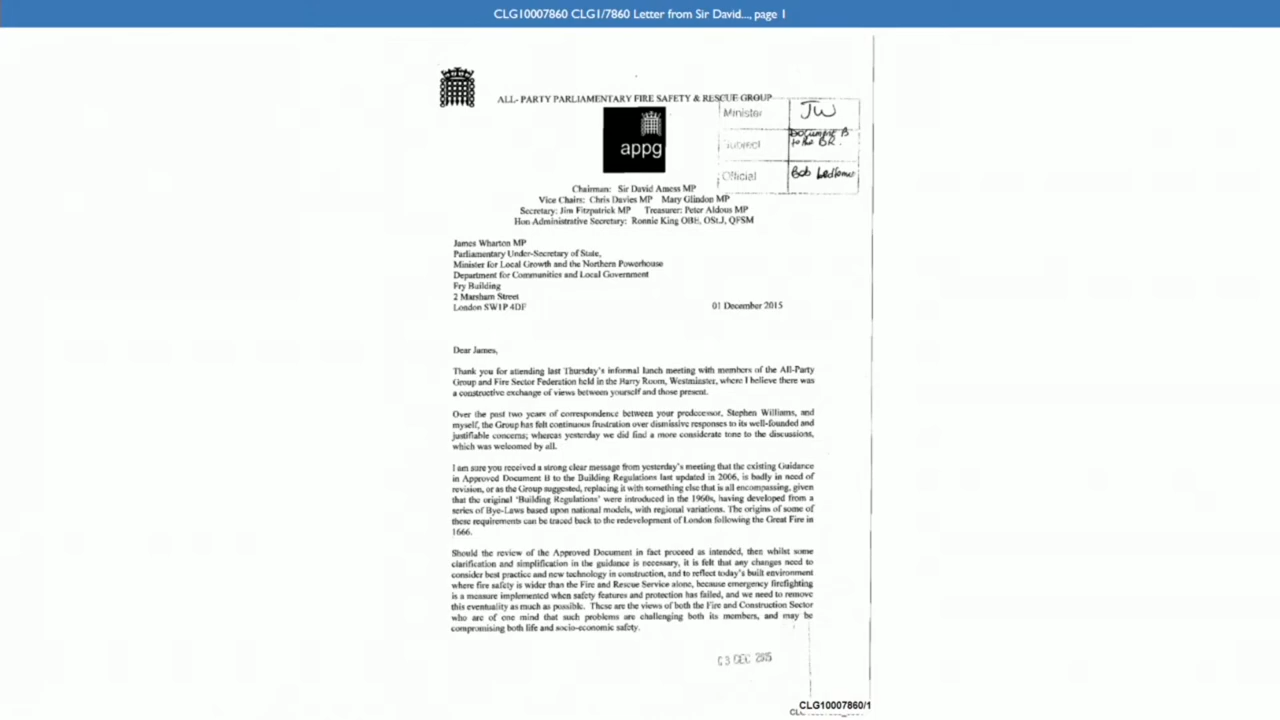 CLG10007860 CLG1/7860 Letter from Sir David..., page 1
ALL-PARTY PARLIAMENTARY FIRE SAFETY & RESCUE GROUP
appg
Minister JW
Subject Document B
to the BR.
Official Bob
Chairman: Sir David Amess MP
Vice Chairs: Chris Davies MP Mary Glindon MP
Secretary: Jim Fitzpatrick MP Treasurer: Peter Aldous MP
Hon Administrative Secretary: Ronnie King OBE, OStJ, QFSM
James Wharton MP
Parliamentary Under-Secretary of State,
Minister for Local Growth and the Northern Powerhouse
Department for Communities and Local Government
Fry Building
2 Marsham Street
London SW1P 4DF
01 December 2015
Dear James,
Thank you for attending last Thursday's informal lunch meeting with members of the All-Party
Group and Fire Sector Federation held in the Barry Room, Westminster, where I believe there was
a constructive exchange of views between yourself and those present.
Over the past two years of correspondence between your predecessor, Stephen Williams, and
myself, the Group has felt continuous frustration over dismissive responses to its well-founded and
justifiable concerns; whereas yesterday we did find a more considerate tone to the discussions,
which was welcomed by all.
I am sure you received a strong clear message from yesterday's meeting that the existing Guidance
in Approved Document B to the Building Regulations last updated in 2006, is badly in need of
revision, or as the Group suggested, replacing it with something else that is all encompassing, given
that the original 'Building Regulations' were introduced in the 1960s, having developed from a
series of Bye-Laws based upon national models, with regional variations. The origins of some of
these requirements can be traced back to the redevelopment of London following the Great Fire in
1666.
Should the review of the Approved Document in fact proceed as intended, then whilst some
clarification and simplification in the guidance is necessary, it is felt that any changes need to
consider best practice and new technology in construction, and to reflect today's built environment
where fire safety is wider than the Fire and Rescue Service alone, because emergency firefighting
is a measure implemented when safety features and protection has failed, and we need to remove
this eventuality as much as possible. These are the views of both the Fire and Construction Sector
who are of one mind that such problems are challenging both its members, and may be
compromising both life and socio-economic safety.
03 DEC 2015
CLG10007860/1